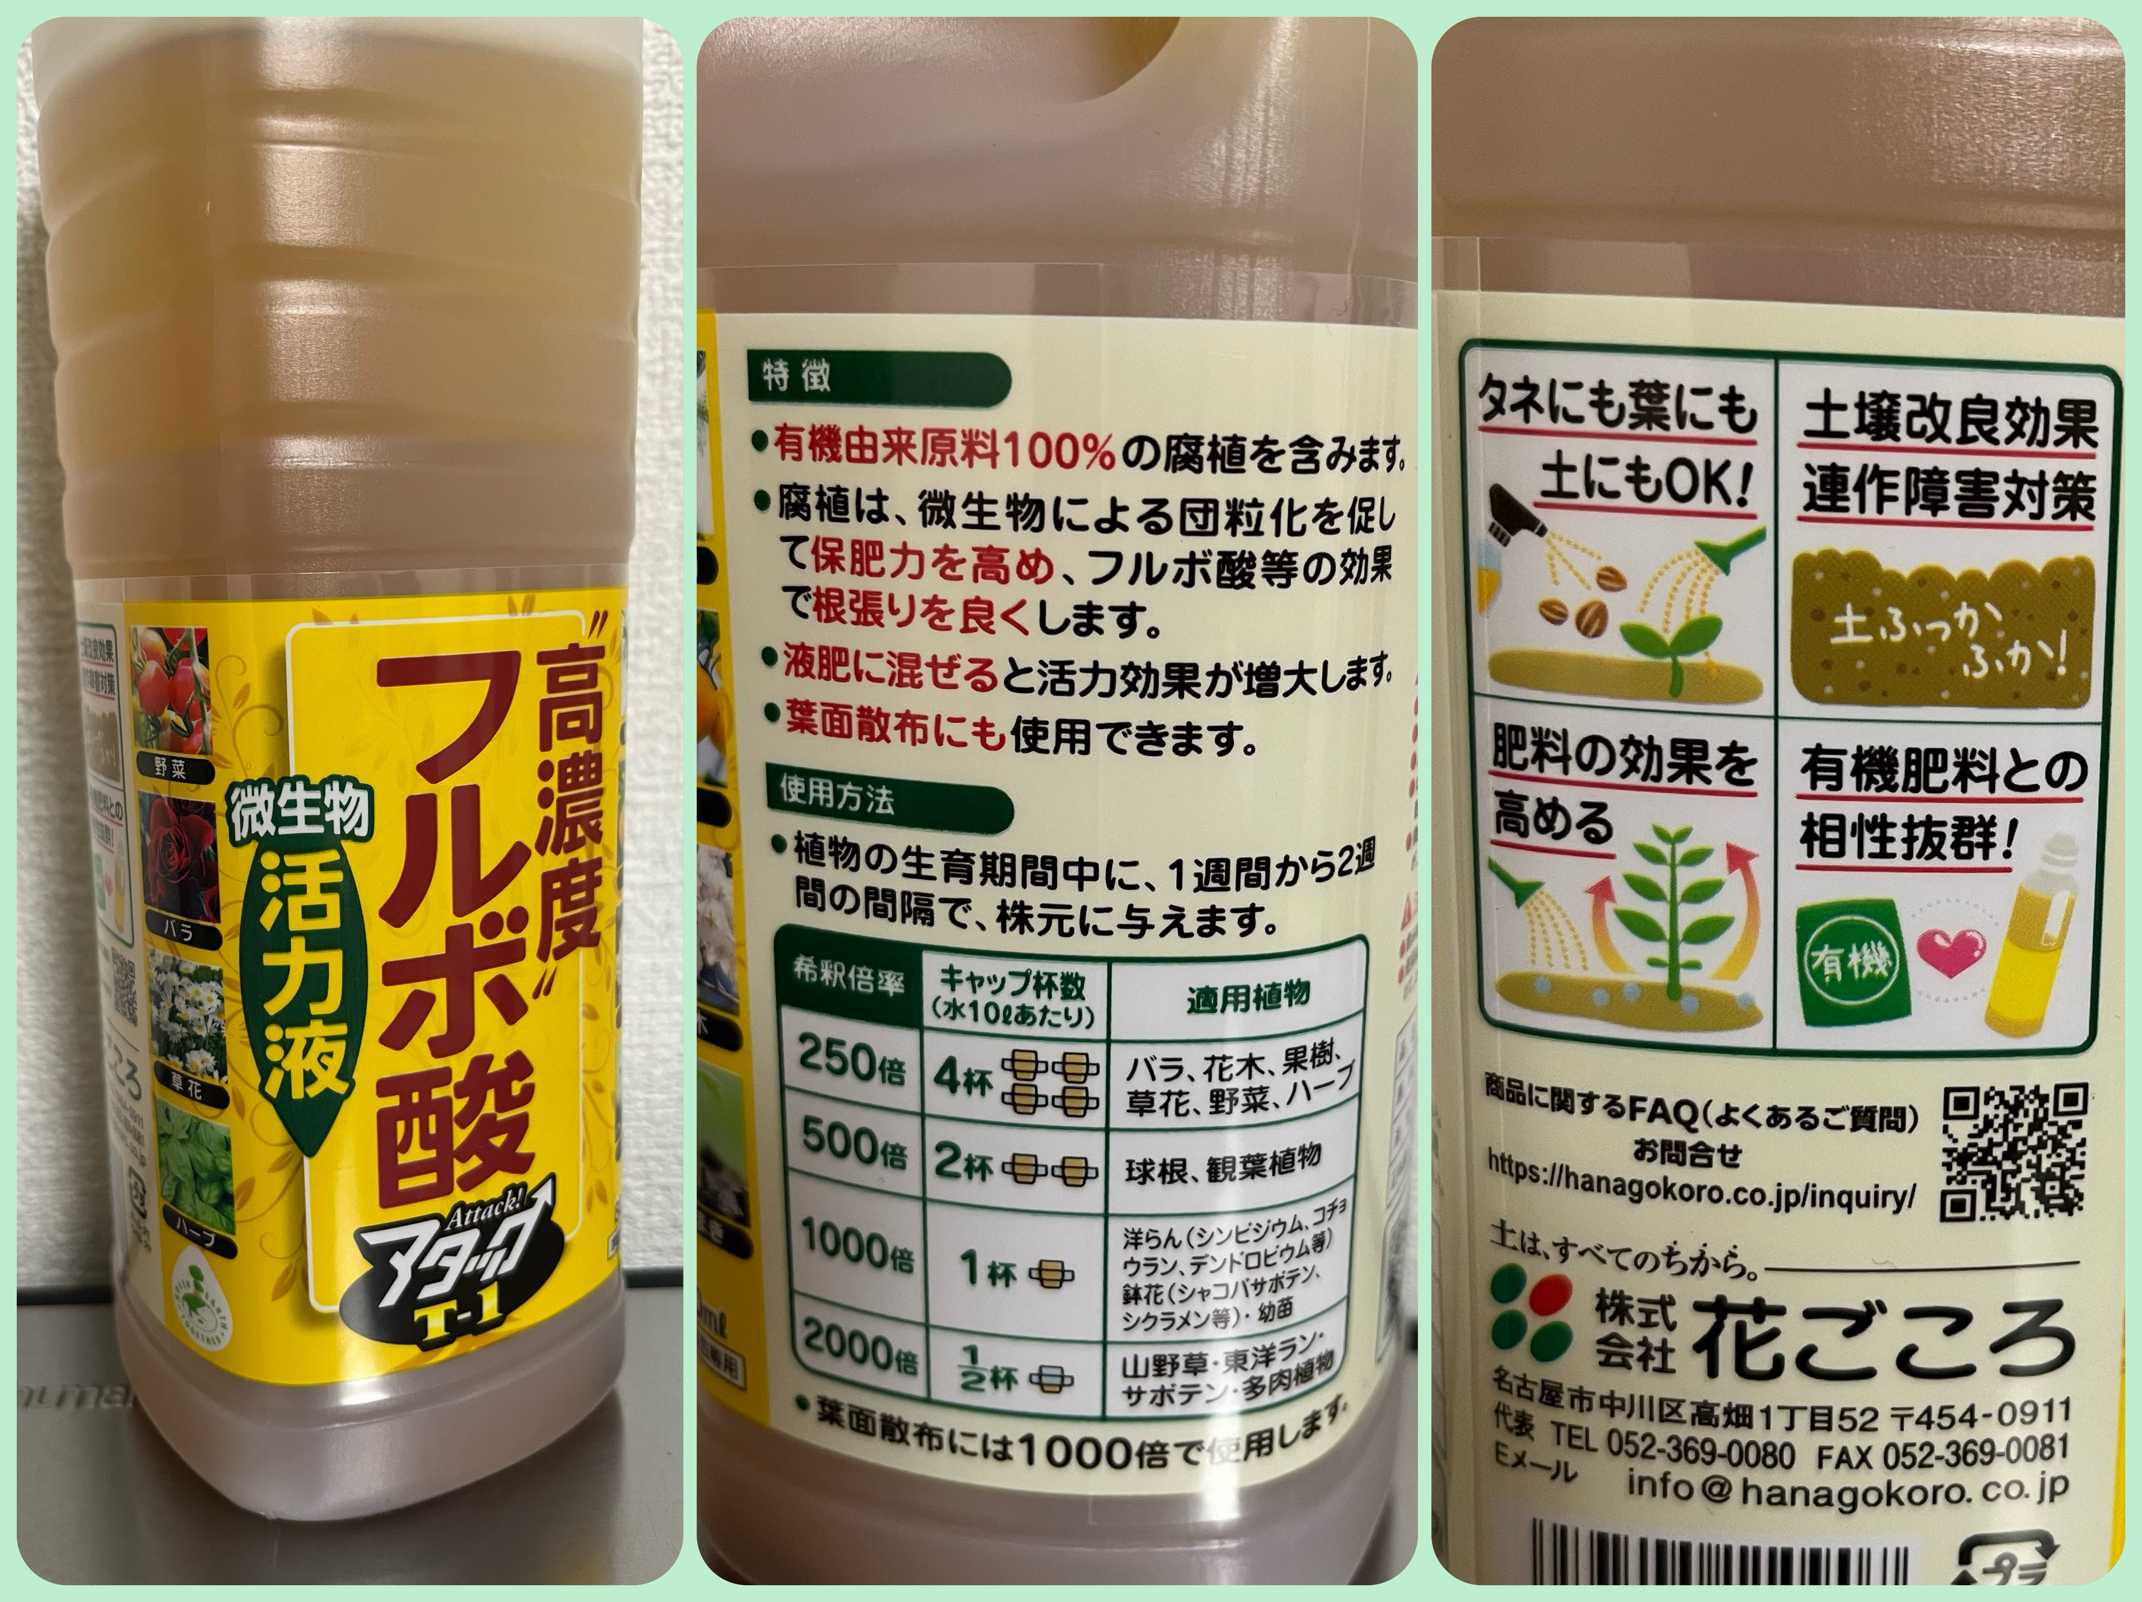 野菜
バラ
草花
ハーブ
微生物
活力液
"高濃度"
フルボ酸
Attack!
アタック
T-1
特徴
●有機由来原料100%の腐植を含みます。
●腐植は、微生物による団粒化を促し
て保肥力を高め、フルボ酸等の効果
で根張りを良くします。
●液肥に混ぜると活力効果が増大します。
●葉面散布にも使用できます。
使用方法
●植物の生育期間中に、1週間から2週
間の間隔で、株元に与えます。
希釈倍率 キャップ杯数 適用植物
(水10ℓあたり)
250倍 4杯 バラ、花木、果樹、
草花、野菜、ハーブ
500倍 2杯 球根、観葉植物
1000倍 1杯 洋らん(シンビジウム、コチョ
ウラン、デンドロビウム等)
鉢花(シャコバサボテン、
シクラメン等)・幼苗
2000倍 1/2杯 山野草・東洋ラン・
サボテン・多肉植物
●葉面散布には1000倍で使用します。
タネにも葉にも
土にもOK!
土壌改良効果
連作障害対策
土ふっか
ふか!
肥料の効果を
高める
有機肥料との
相性抜群!
有機
商品に関するFAQ(よくあるご質問)
お問合せ
https://hanagokoro.co.jp/inquiry/
土は、すべてのちから。
株式
会社 花ごころ
名古屋市中川区高畑1丁目52 〒454-0911
代表 TEL 052-369-0080 FAX 052-369-0081
Eメール info@hanagokoro.co.jp
プラ